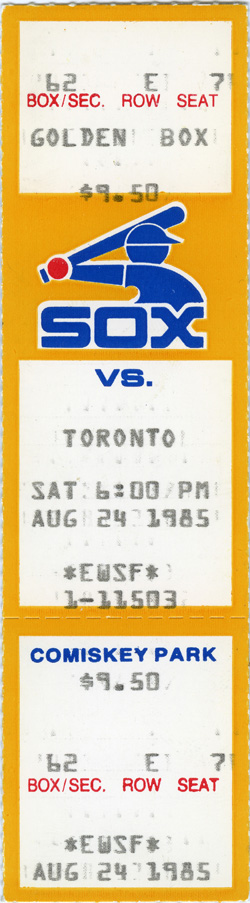 62 E 7
BOX/SEC. ROW SEAT
GOLDEN BOX
$9.50
SOX
VS.
TORONTO
SAT 6:00 PM
AUG 24 1985
*EWSF*
1-11503
COMISKEY PARK
$9.50
62 E 7
BOX/SEC. ROW SEAT
*EWSF*
AUG 24 1985